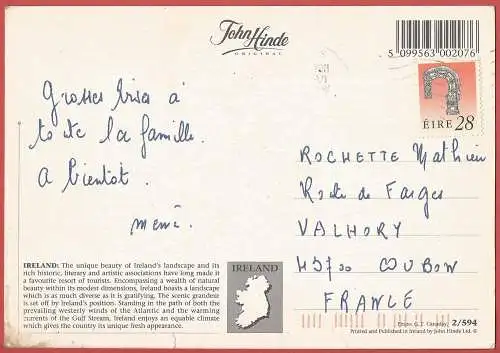 John Hinde
ORIGINAL
5 099563 002076
ÉIRE 28
Grosses bises à
toute la famille.
A bientot.
mémé.
ROCHETTE Mathieu
Route de Farges
VALHORY
43700 COUBON
FRANCE
IRELAND: The unique beauty of Ireland's landscape and its
rich historic, literary and artistic associations have long made it
a favourite resort of tourists. Encompassing a wealth of natural
beauty within its modest dimensions, Ireland boasts a landscape
which is as much diverse as it is gratifying. The scenic grandeur
is set off by Ireland's position. Standing in the path of both the
prevailing westerly winds of the Atlantic and the warming
currents of the Gulf Stream, Ireland enjoys an equable climate
which gives the country its unique fresh appearance.
IRELAND
2/594
Printed and Published in Ireland by John Hinde Ltd. ©